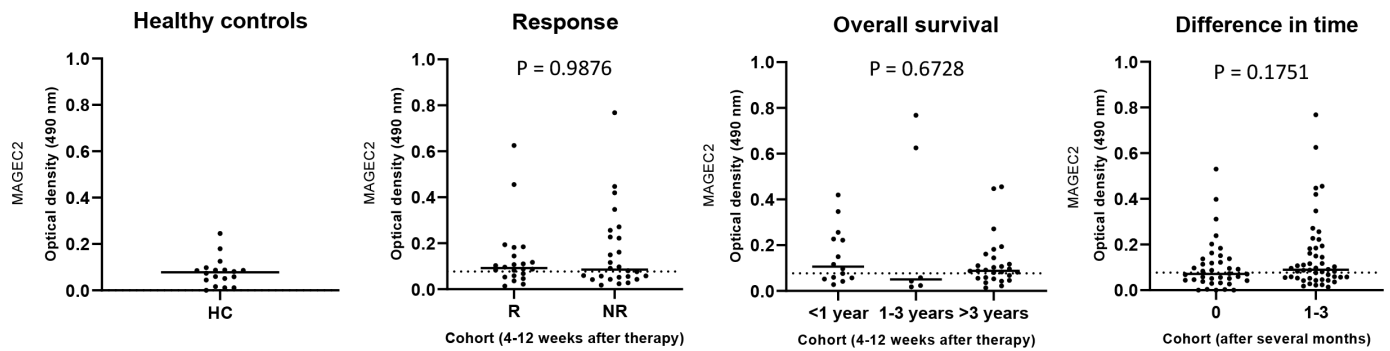 Healthy controls
MAGEC2
Optical density (490 nm)
1.0
0.8
0.6
0.4
0.2
0.0
HC
Response
P = 0.9876
MAGEC2
Optical density (490 nm)
1.0
0.8
0.6
0.4
0.2
0.0
R NR
Cohort (4-12 weeks after therapy)
Overall survival
P = 0.6728
MAGEC2
Optical density (490 nm)
1.0
0.8
0.6
0.4
0.2
0.0
<1 year 1-3 years >3 years
Cohort (4-12 weeks after therapy)
Difference in time
P = 0.1751
MAGEC2
Optical density (490 nm)
1.0
0.8
0.6
0.4
0.2
0.0
0 1-3
Cohort (after several months)